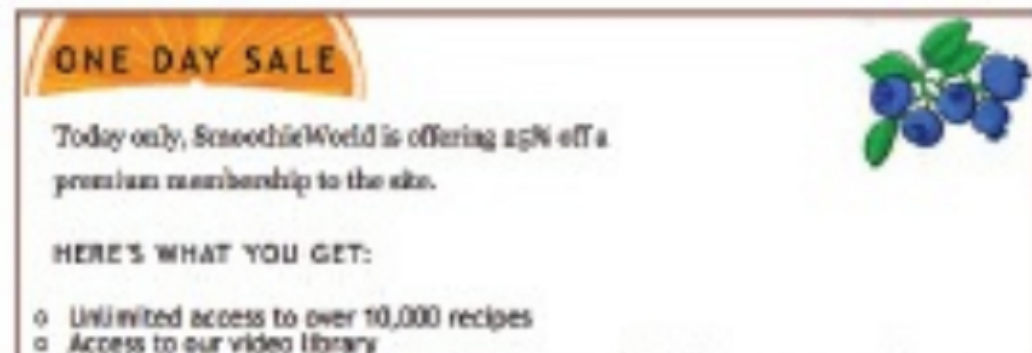 ONE DAY SALE
Today only, SmoothieWorld is offering 25% off a
premium membership to the site.
HERE'S WHAT YOU GET:
Unlimited access to over 10,000 recipes
Access to our video library